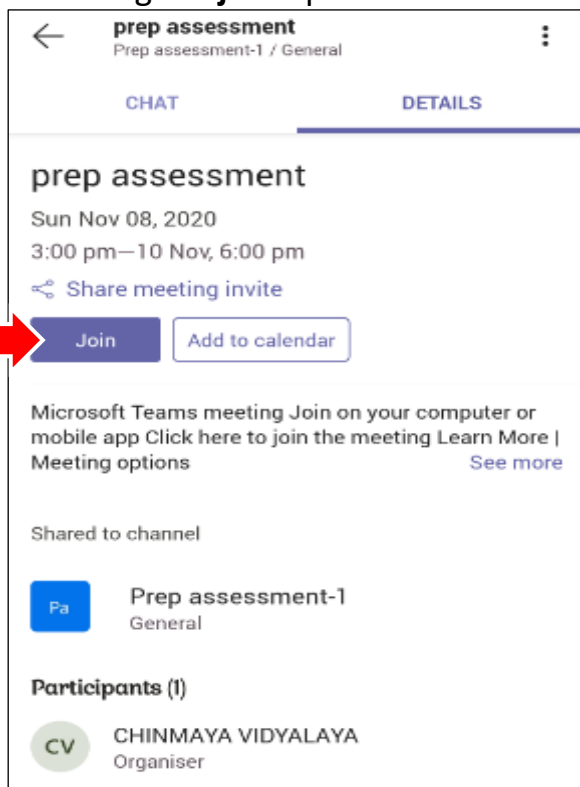 prep assessment
Prep assessment-1 / General
CHAT
DETAILS
prep assessment
Sun Nov 08, 2020
3:00 pm—10 Nov, 6:00 pm
Share meeting invite
Join
Add to calendar
Microsoft Teams meeting Join on your computer or
mobile app Click here to join the meeting Learn More |
Meeting options
See more
Shared to channel
Pa
Prep assessment-1
General
Participants (1)
CV
CHINMAYA VIDYALAYA
Organiser